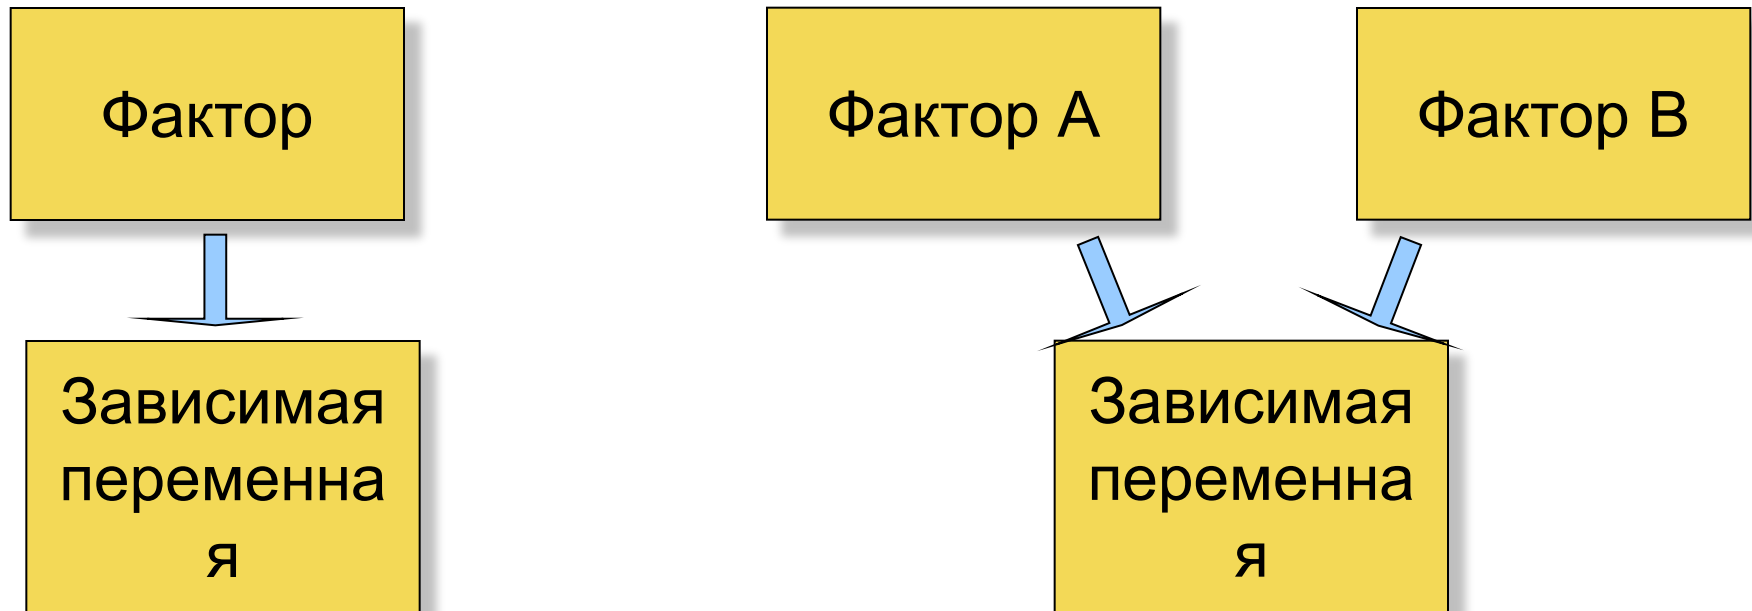 Фактор
Фактор А
Фактор В
Зависимая
переменна
я
Зависимая
переменна
я